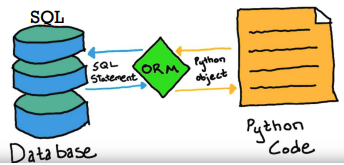 SQL
SQL
Statement
ORM
Python
object
Database
Python
Code